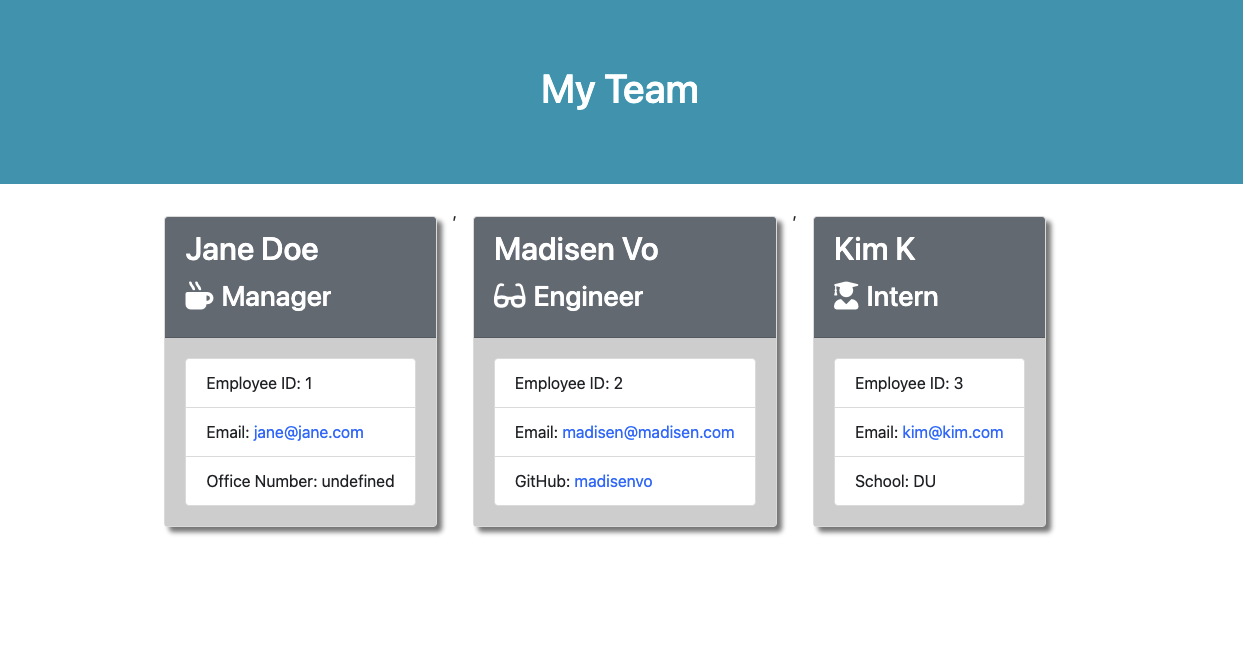 My Team
Jane Doe
Manager
Employee ID: 1
Email: jane@jane.com
Office Number: undefined
,
Madisen Vo
Engineer
Employee ID: 2
Email: madisen@madisen.com
GitHub: madisenvo
,
Kim K
Intern
Employee ID: 3
Email: kim@kim.com
School: DU